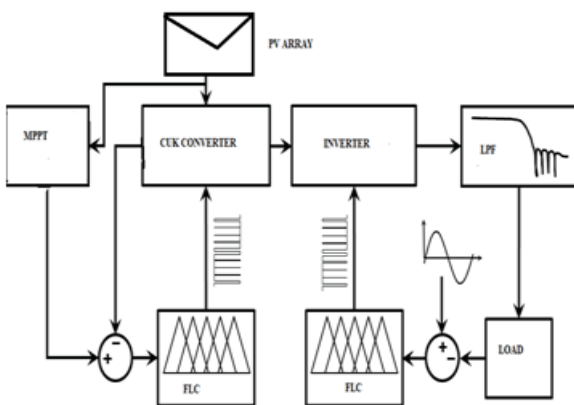 PV ARRAY
MPPT
CUK CONVERTER
INVERTER
LPF
FLC
FLC
LOAD